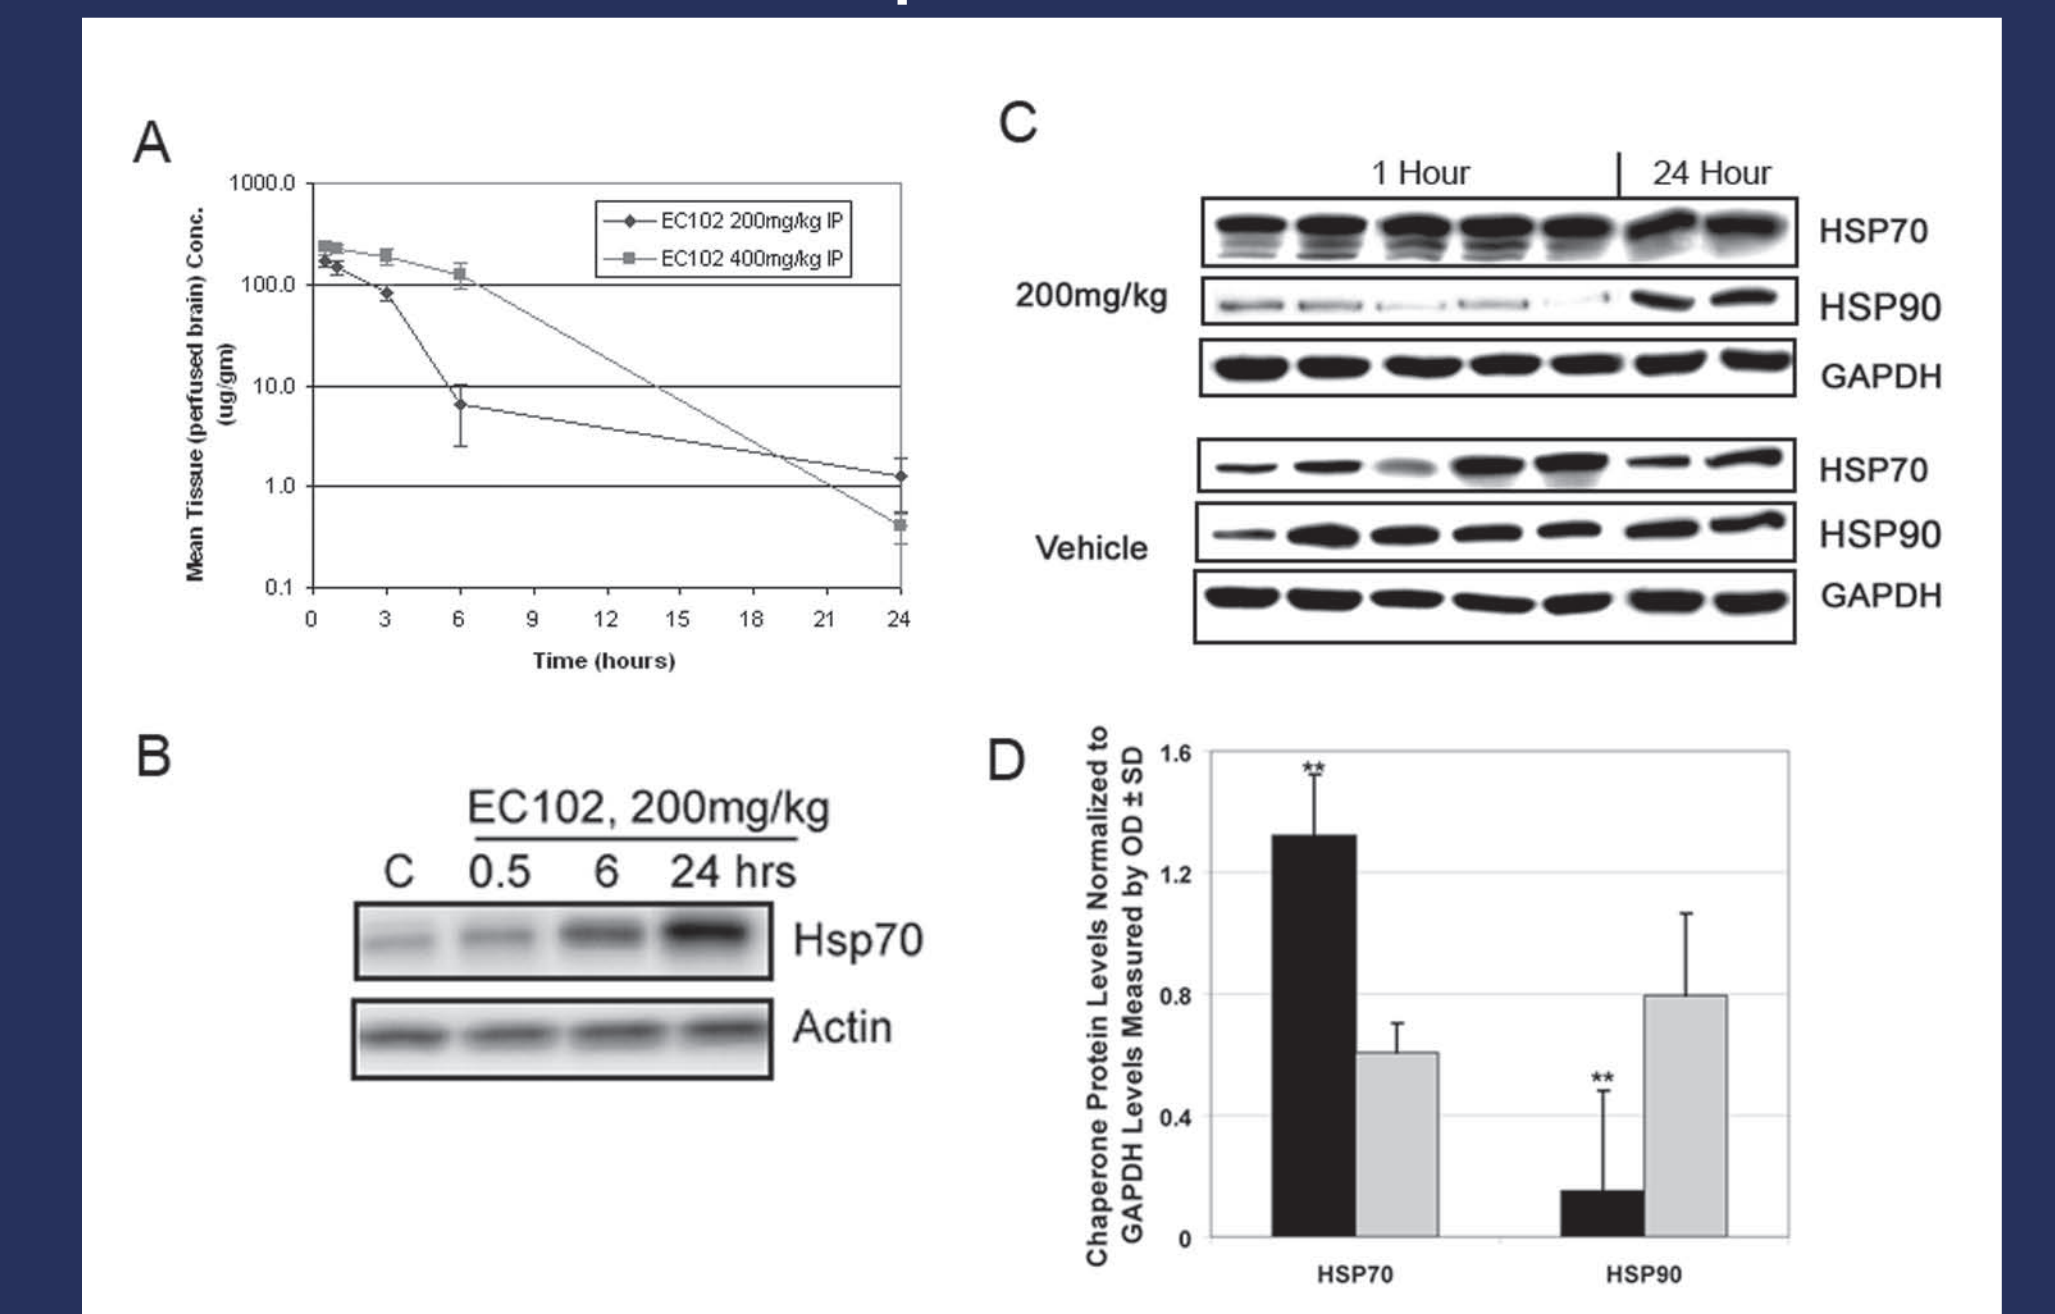 A
1000.0
100.0
10.0
1.0
0.1
Mean Tissue (perfused brain) Conc.
(ug/gm)
EC102 200mg/kg IP
EC102 400mg/kg IP
0 3 6 9 12 15 18 21 24
Time (hours)
B
EC102, 200mg/kg
C 0.5 6 24 hrs
Hsp70
Actin
C
1 Hour 24 Hour
200mg/kg
HSP70
HSP90
GAPDH
Vehicle
HSP70
HSP90
GAPDH
D
Chaperone Protein Levels Normalized to
GAPDH Levels Measured by OD ± SD
1.6
1.2
0.8
0.4
0
**
**
HSP70 HSP90